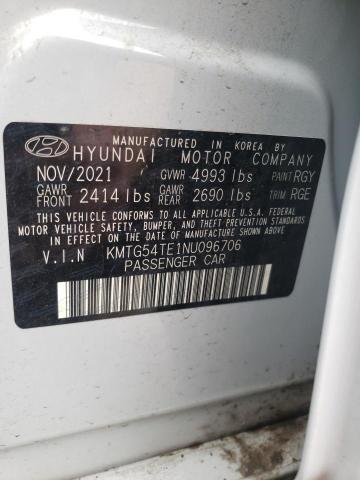 MANUFACTURED IN KOREA BY
HYUNDAI MOTOR COMPANY
NOV/2021 GVWR 4993 lbs PAINT RGY
GAWR FRONT 2414 lbs GAWR REAR 2690 lbs TRIM RGE
THIS VEHICLE CONFORMS TO ALL APPLICABLE U.S.A. FEDERAL
MOTOR VEHICLE SAFETY, BUMPER, AND THEFT PREVENTION STANDARDS
IN EFFECT ON THE DATE OF MANUFACTURE SHOWN ABOVE.
V.I.N KMTG54TE1NU096706
PASSENGER CAR